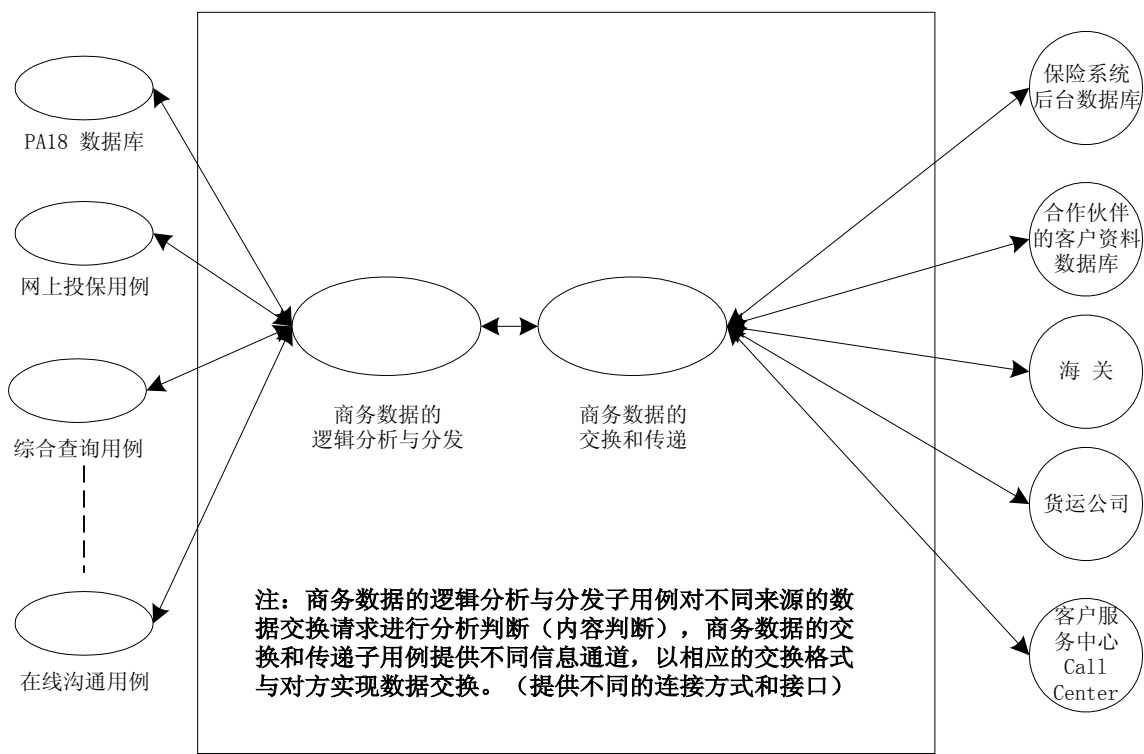 PA18 数据库
网上投保用例
综合查询用例
在线沟通用例
商务数据的
逻辑分析与分发
商务数据的
交换和传递
注：商务数据的逻辑分析与分发子用例对不同来源的数
据交换请求进行分析判断（内容判断），商务数据的交
换和传递子用例提供不同信息通道，以相应的交换格式
与对方实现数据交换。（提供不同的连接方式和接口）
保险系统
后台数据库
合作伙伴
的客户资料
数据库
海 关
货运公司
客户服
务中心
Call
Center